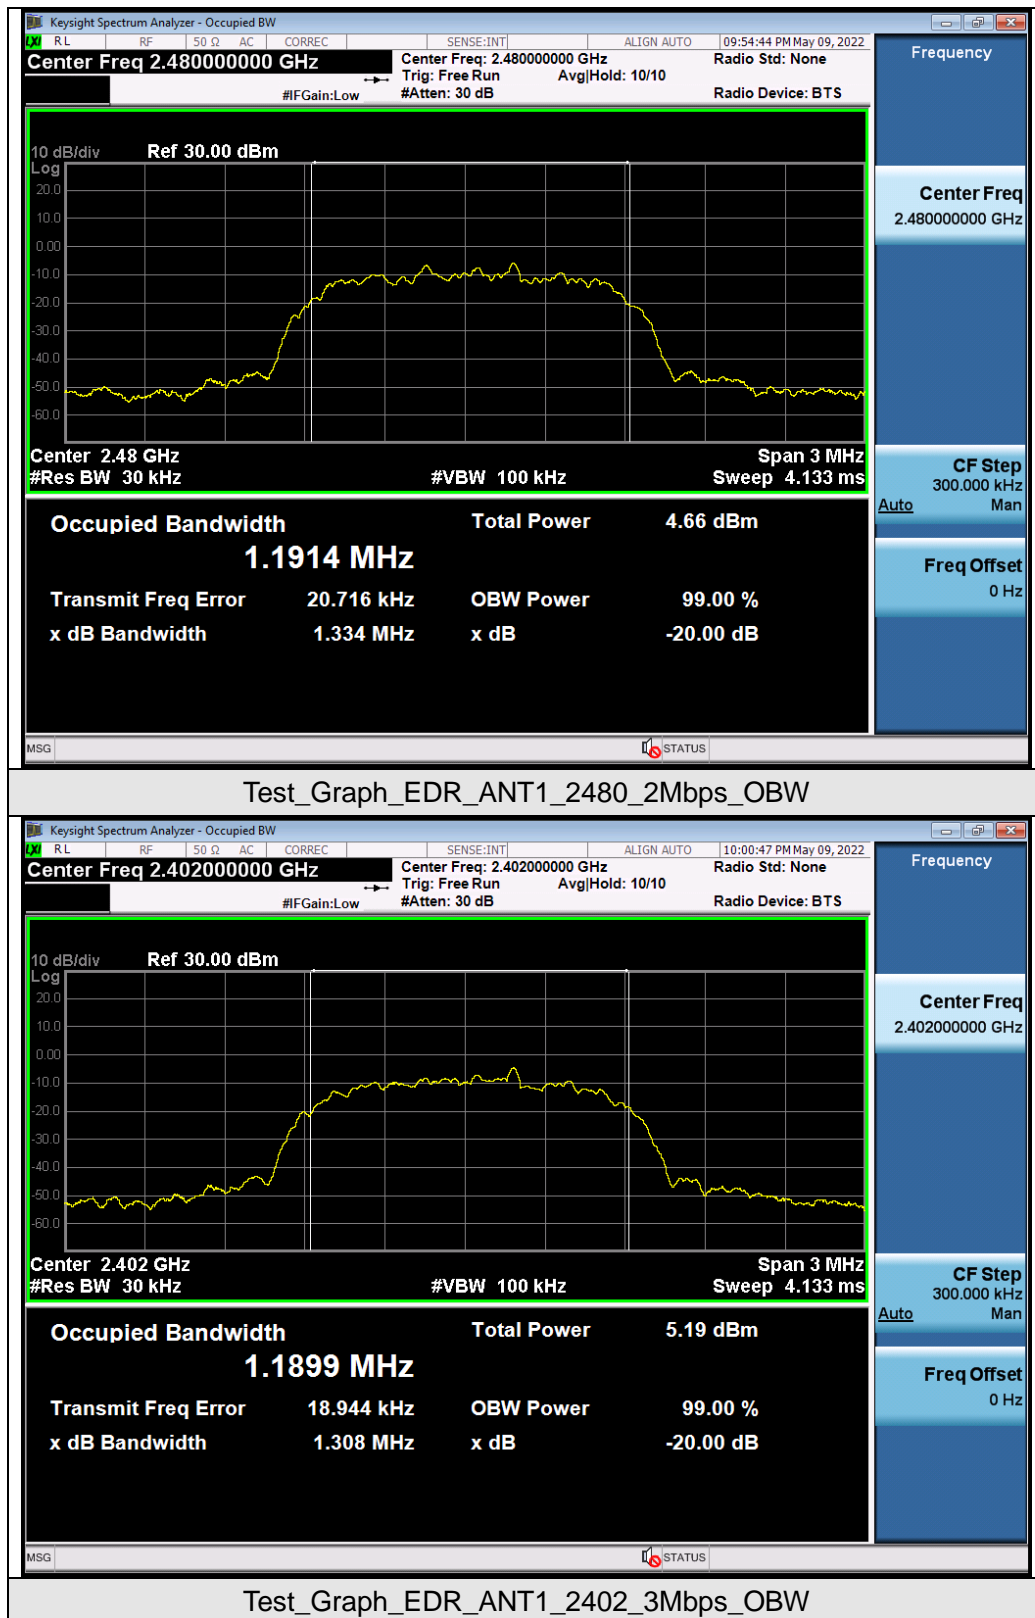 Keysight Spectrum Analyzer - Occupied BW
LXI RL RF 50 Ω AC CORREC SENSE:INT ALIGN AUTO 09:54:44 PM May 09, 2022
Center Freq 2.480000000 GHz
Center Freq: 2.480000000 GHz
Radio Std: None
Trig: Free Run Avg|Hold: 10/10
#IFGain:Low #Atten: 30 dB Radio Device: BTS
Frequency
10 dB/div Ref 30.00 dBm
Log
20.0
10.0
0.00
-10.0
-20.0
-30.0
-40.0
-50.0
-60.0
Center 2.48 GHz Span 3 MHz
#Res BW 30 kHz #VBW 100 kHz Sweep 4.133 ms
Center Freq
2.480000000 GHz
CF Step
300.000 kHz
Auto Man
Freq Offset
0 Hz
Occupied Bandwidth Total Power 4.66 dBm
1.1914 MHz
Transmit Freq Error 20.716 kHz OBW Power 99.00 %
x dB Bandwidth 1.334 MHz x dB -20.00 dB
MSG STATUS
Test_Graph_EDR_ANT1_2480_2Mbps_OBW
Keysight Spectrum Analyzer - Occupied BW
LXI RL RF 50 Ω AC CORREC SENSE:INT ALIGN AUTO 10:00:47 PM May 09, 2022
Center Freq 2.402000000 GHz
Center Freq: 2.402000000 GHz
Radio Std: None
Trig: Free Run Avg|Hold: 10/10
#IFGain:Low #Atten: 30 dB Radio Device: BTS
Frequency
10 dB/div Ref 30.00 dBm
Log
20.0
10.0
0.00
-10.0
-20.0
-30.0
-40.0
-50.0
-60.0
Center 2.402 GHz Span 3 MHz
#Res BW 30 kHz #VBW 100 kHz Sweep 4.133 ms
Center Freq
2.402000000 GHz
CF Step
300.000 kHz
Auto Man
Freq Offset
0 Hz
Occupied Bandwidth Total Power 5.19 dBm
1.1899 MHz
Transmit Freq Error 18.944 kHz OBW Power 99.00 %
x dB Bandwidth 1.308 MHz x dB -20.00 dB
MSG STATUS
Test_Graph_EDR_ANT1_2402_3Mbps_OBW